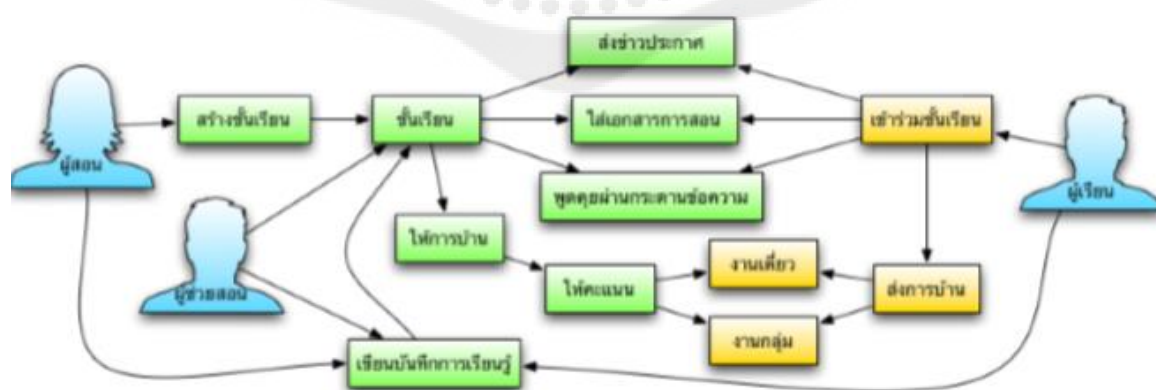 ส่งข่าวประกาศ
สร้างชั้นเรียน
ชั้นเรียน
ใส่เอกสารการสอน
เข้าร่วมชั้นเรียน
ผู้สอน
พูดคุยผ่านกระดานข้อความ
ผู้เรียน
ให้การบ้าน
งานเดี่ยว
ผู้ช่วยสอน
ให้คะแนน
ส่งการบ้าน
งานกลุ่ม
เขียนบันทึกการเรียนรู้